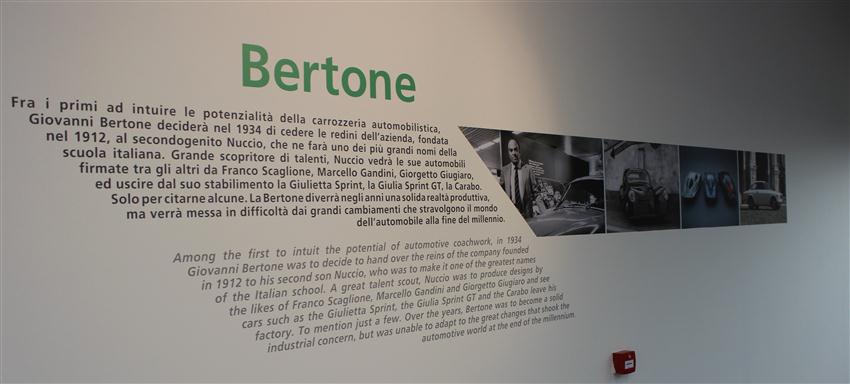 Bertone
Fra i primi ad intuire le potenzialità della carrozzeria automobilistica,
Giovanni Bertone deciderà nel 1934 di cedere le redini dell'azienda, fondata
nel 1912, al secondogenito Nuccio, che ne farà uno dei più grandi nomi della
scuola italiana. Grande scopritore di talenti, Nuccio vedrà le sue automobili
firmate tra gli altri da Franco Scaglione, Marcello Gandini, Giorgetto Giugiaro,
ed uscire dal suo stabilimento la Giulietta Sprint, la Giulia Sprint GT, la Carabo.
Solo per citarne alcune. La Bertone diverrà negli anni una solida realtà produttiva,
ma verrà messa in difficoltà dai grandi cambiamenti che stravolgono il mondo
dell'automobile alla fine del millennio.
Among the first to intuit the potential of automotive coachwork, in 1934
Giovanni Bertone was to decide to hand over the reins of the company founded
in 1912 to his second son Nuccio, who was to make it one of the greatest names
of the Italian school. A great talent scout, Nuccio was to produce designs by
the likes of Franco Scaglione, Marcello Gandini and Giorgetto Giugiaro and see
cars such as the Giulietta Sprint, the Giulia Sprint GT and the Carabo leave his
factory. To mention just a few. Over the years, Bertone was to become a solid
industrial concern, but was unable to adapt to the great changes that shook the
automotive world at the end of the millennium.